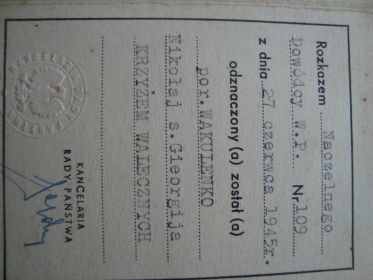 Rozkazem Naczelnego
Dowódcy W.P. Nr 109
z dnia 27 czerwca 1945r.
odznaczony (a) został (a)
por. WAKULENKO
Nikołaj s. Gieorgija
KRZYŻEM WALECZNYCH
KANCELARIA
RADY PAŃSTWA